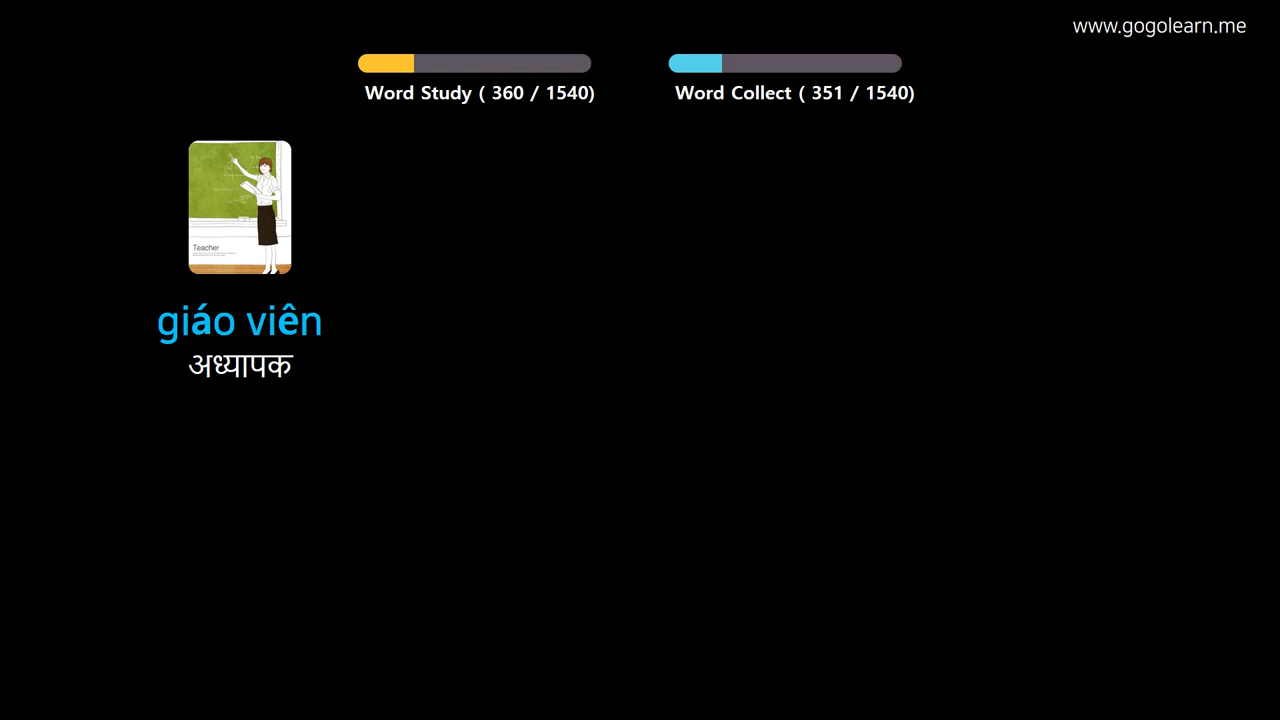 www.gogolearn.me
Word Study ( 360 / 1540)
Word Collect ( 351 / 1540)
Teacher
giáo viên
अध्यापक